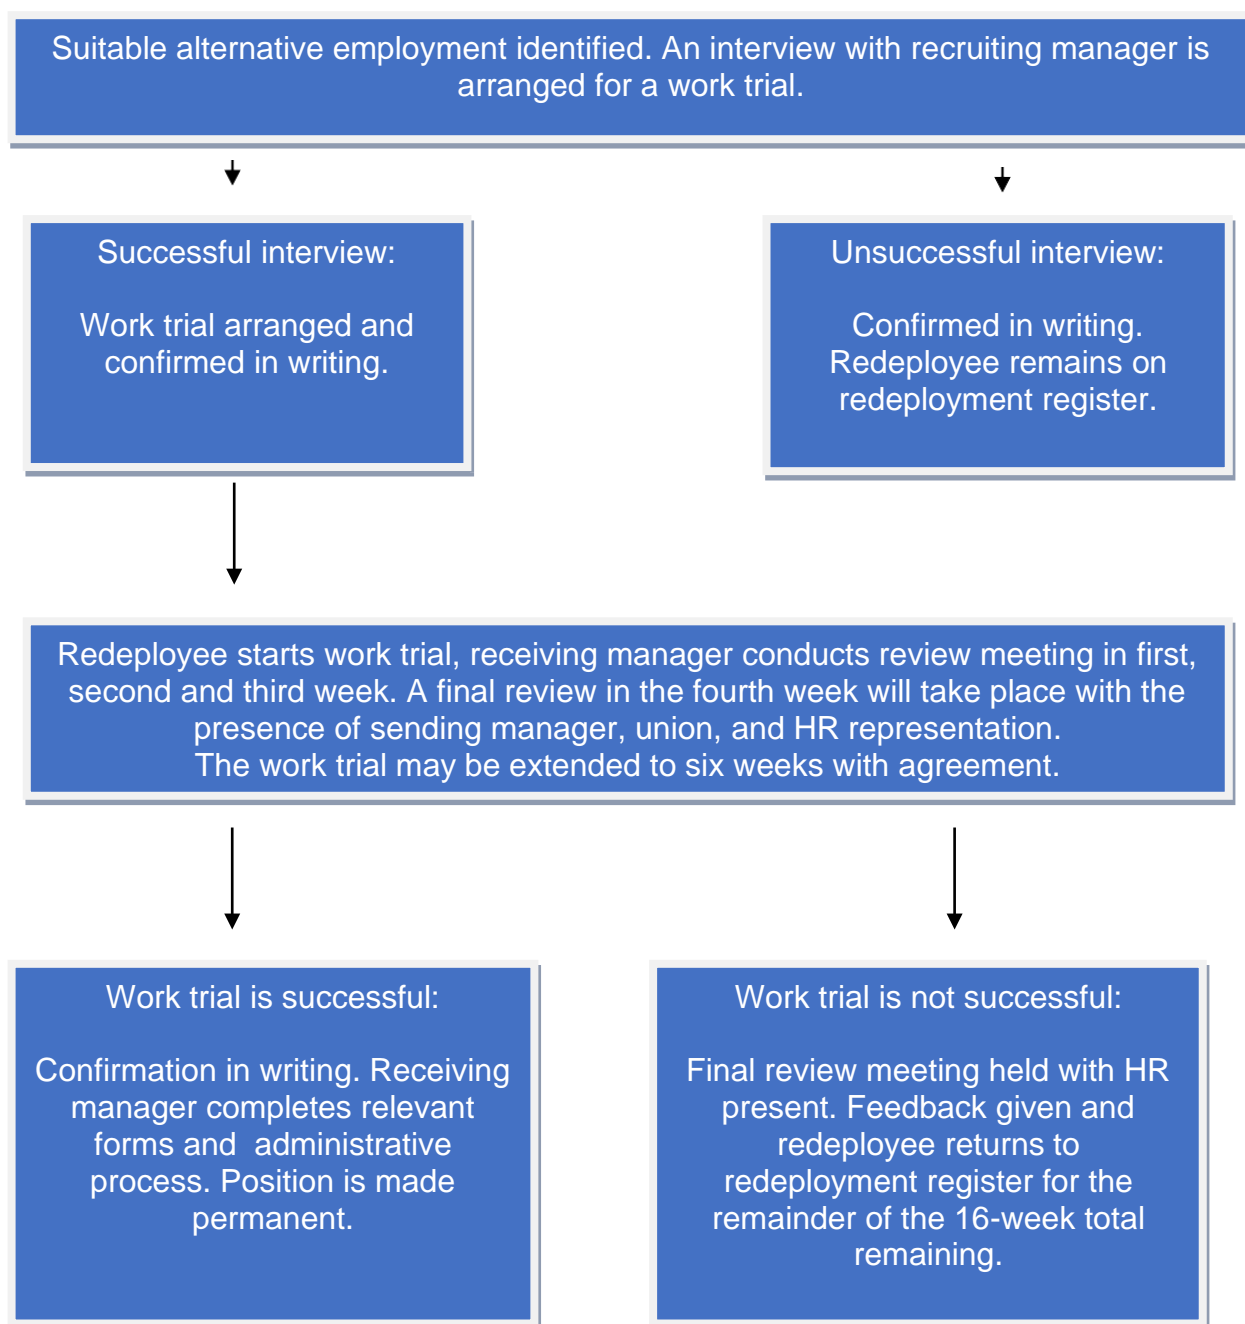 Suitable alternative employment identified. An interview with recruiting manager is
arranged for a work trial.
Successful interview:
Work trial arranged and
confirmed in writing.
Unsuccessful interview:
Confirmed in writing.
Redeployee remains on
redeployment register.
Redeployee starts work trial, receiving manager conducts review meeting in first,
second and third week. A final review in the fourth week will take place with the
presence of sending manager, union, and HR representation.
The work trial may be extended to six weeks with agreement.
Work trial is successful:
Confirmation in writing. Receiving
manager completes relevant
forms and  administrative
process. Position is made
permanent.
Work trial is not successful:
Final review meeting held with HR
present. Feedback given and
redeployee returns to
redeployment register for the
remainder of the 16-week total
remaining.